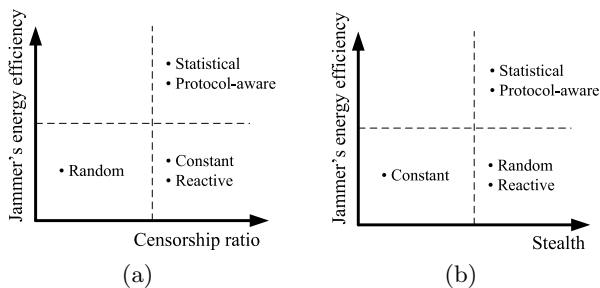 Jammer's energy efficiency
• Statistical
• Protocol-aware
• Random
• Constant
• Reactive
Censorship ratio
(a)
Jammer's energy efficiency
• Statistical
• Protocol-aware
• Constant
• Random
• Reactive
Stealth
(b)